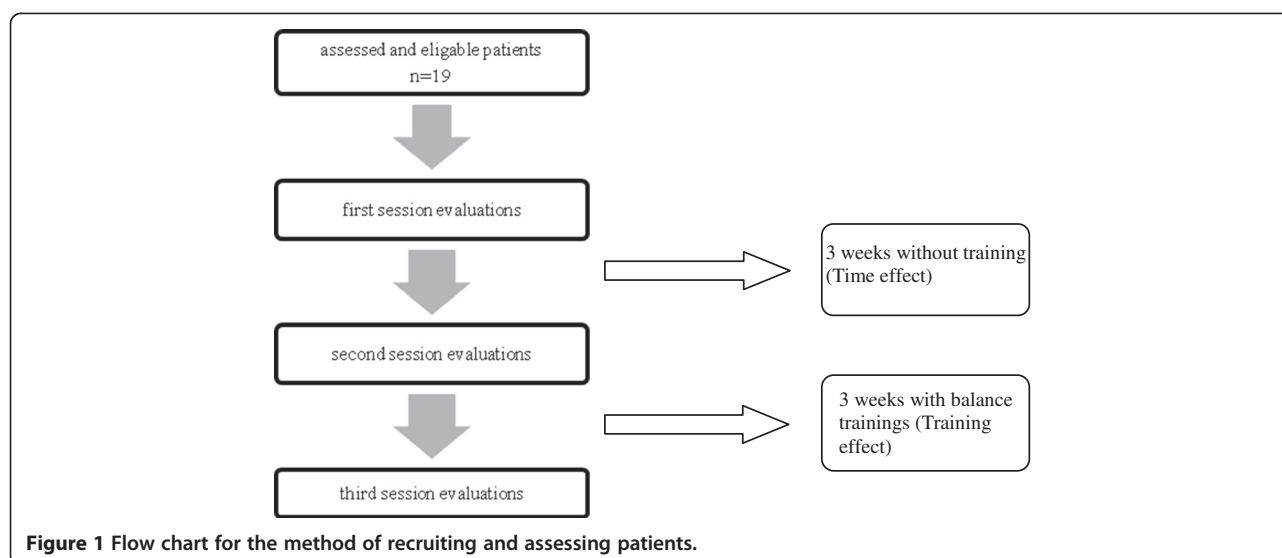 assessed and eligable patients
n=19
first session evaluations
3 weeks without training
(Time effect)
second session evaluations
3 weeks with balance
trainings (Training
effect)
third session evaluations
Figure 1 Flow chart for the method of recruiting and assessing patients.